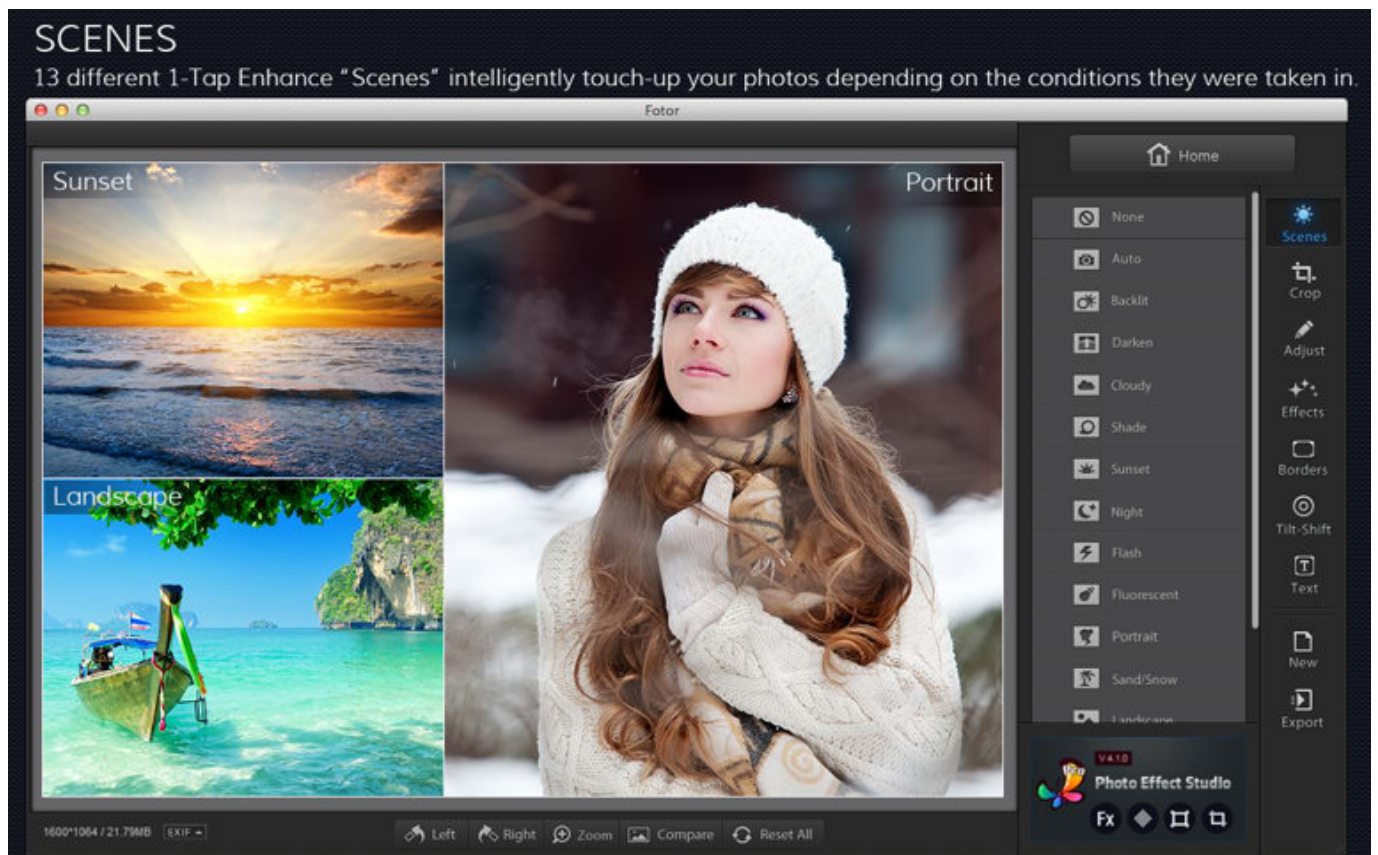 SCENES
13 different 1-Tap Enhance “Scenes” intelligently touch-up your photos depending on the conditions they were taken in.
Fotor
Home
Sunset
Portrait
Landscape
None
Auto
Backlit
Darken
Cloudy
Shade
Sunset
Night
Flash
Fluorescent
Portrait
Sand/Snow
Landscape
Scenes
Crop
Adjust
Effects
Borders
Tilt-Shift
T
Text
New
Export
V4.1.0
Photo Effect Studio
Fx
1600*1064 / 21.79MB EXIF
Left Right Zoom Compare Reset All